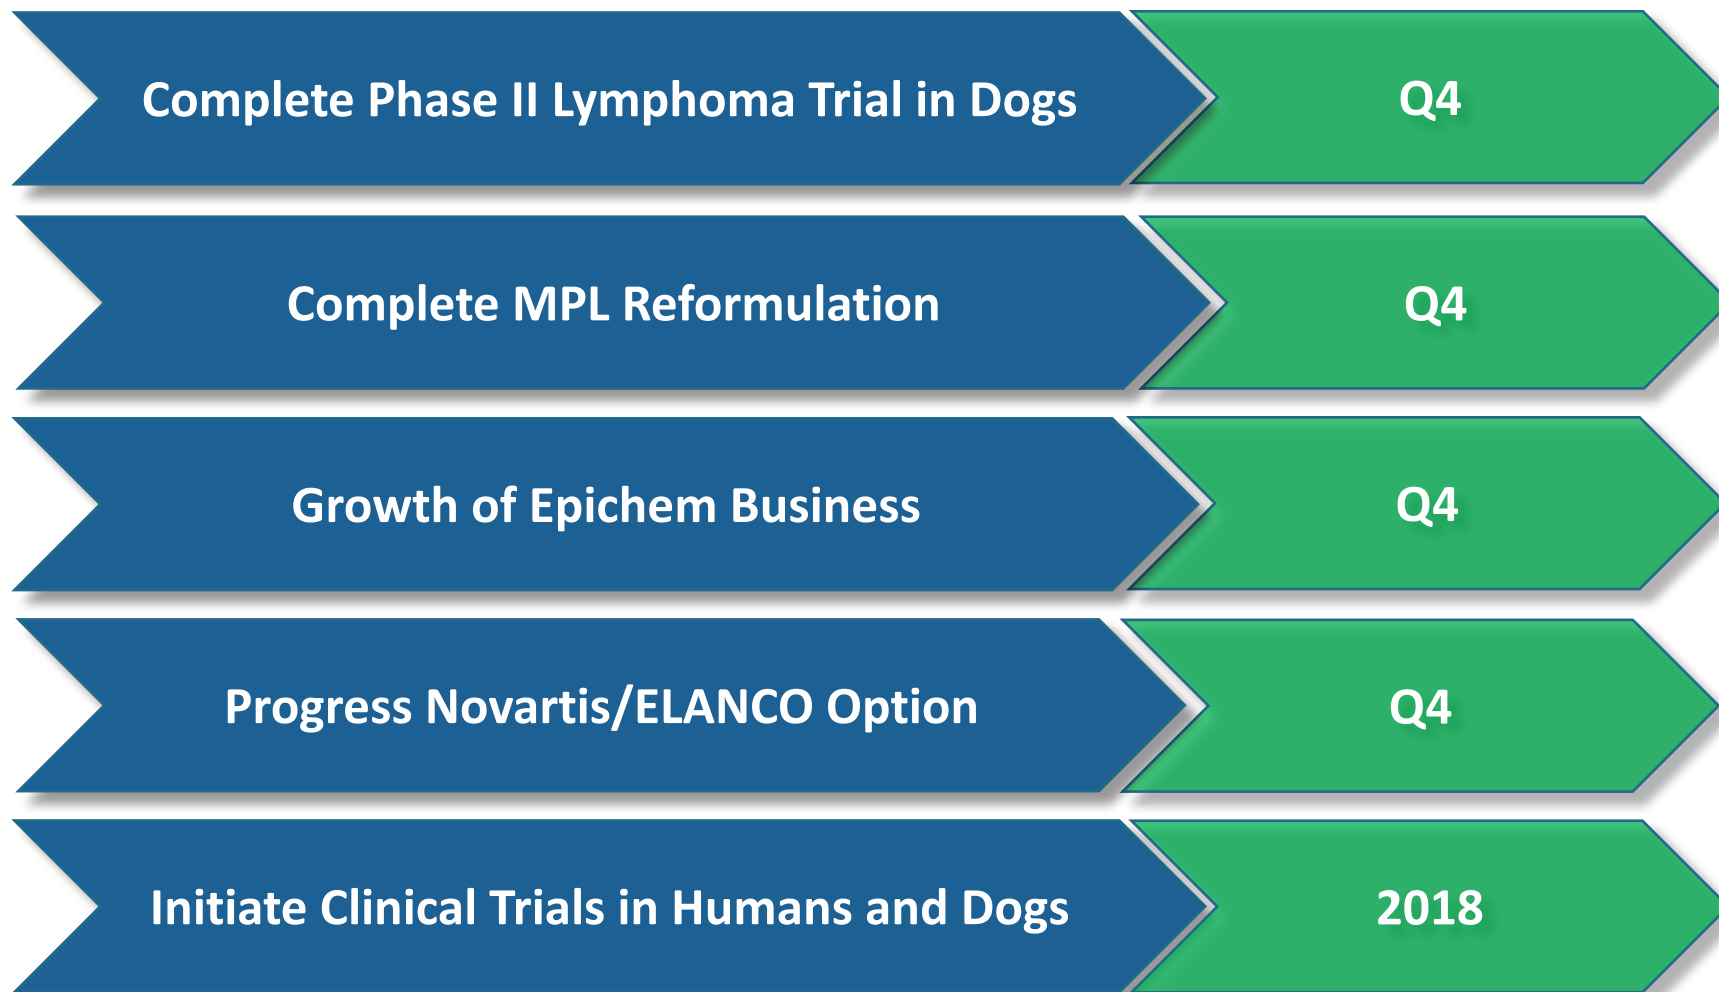 Complete Phase II Lymphoma Trial in Dogs
Q4
Complete MPL Reformulation
Q4
Growth of Epichem Business
Q4
Progress Novartis/ELANCO Option
Q4
Initiate Clinical Trials in Humans and Dogs
2018